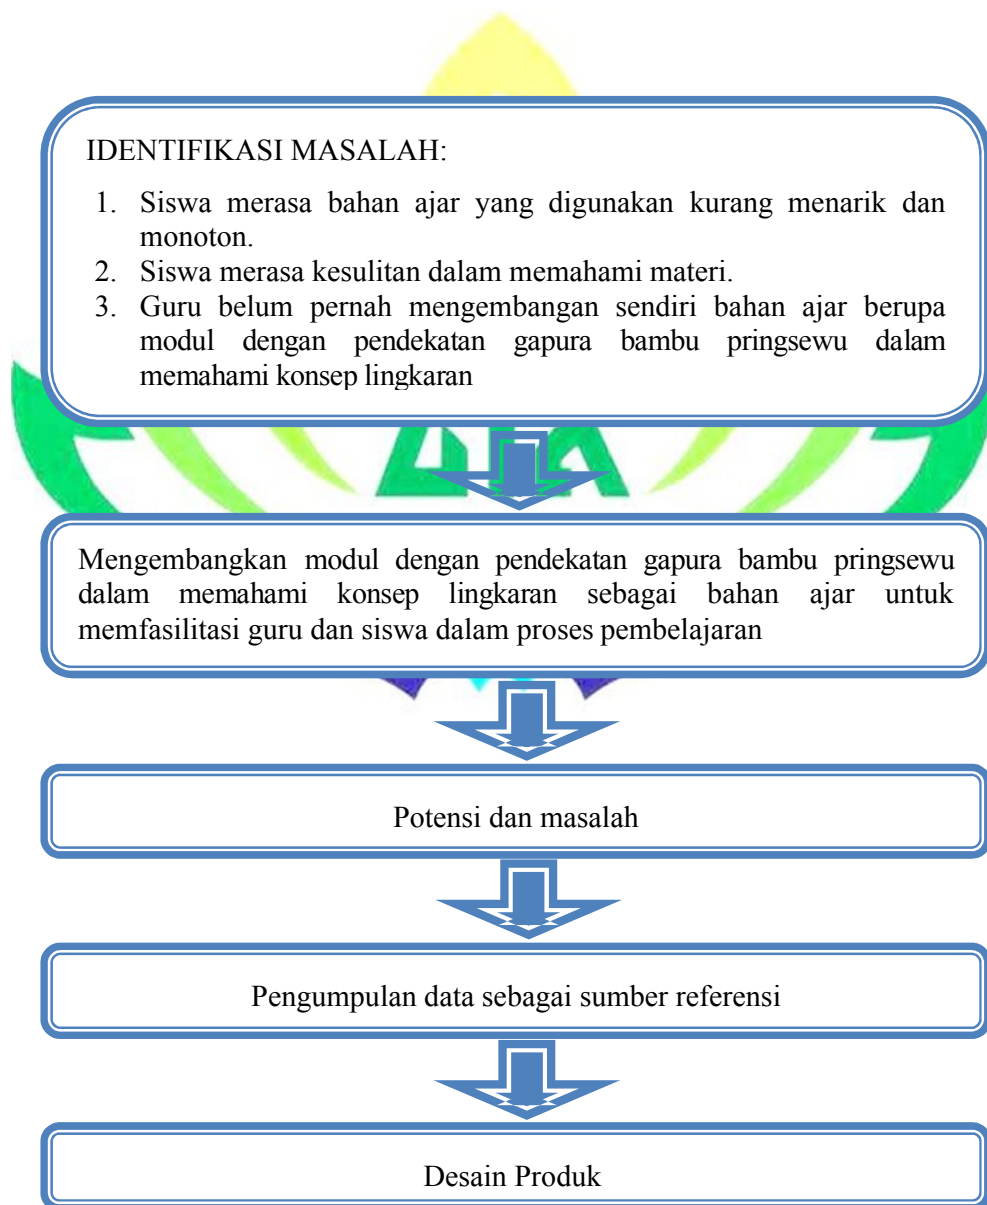 IDENTIFIKASI MASALAH:
1. Siswa merasa bahan ajar yang digunakan kurang menarik dan
monoton.
2. Siswa merasa kesulitan dalam memahami materi.
3. Guru belum pernah mengembangan sendiri bahan ajar berupa
modul dengan pendekatan gapura bambu pringsewu dalam
memahami konsep lingkaran
Mengembangkan modul dengan pendekatan gapura bambu pringsewu
dalam memahami konsep lingkaran sebagai bahan ajar untuk
memfasilitasi guru dan siswa dalam proses pembelajaran
Potensi dan masalah
Pengumpulan data sebagai sumber referensi
Desain Produk